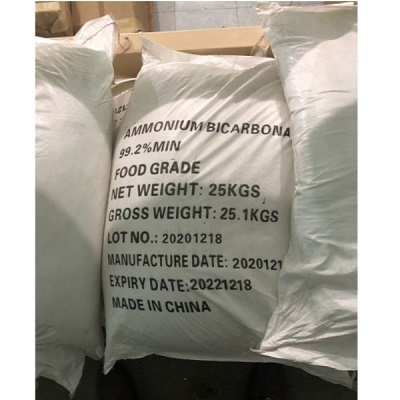 AMMONIUM BICARBONA
99.2%MIN
FOOD GRADE
NET WEIGHT: 25KGS
GROSS WEIGHT: 25.1KGS
LOT NO.: 20201218
MANUFACTURE DATE: 2020121
EXPIRY DATE:20221218
MADE IN CHINA